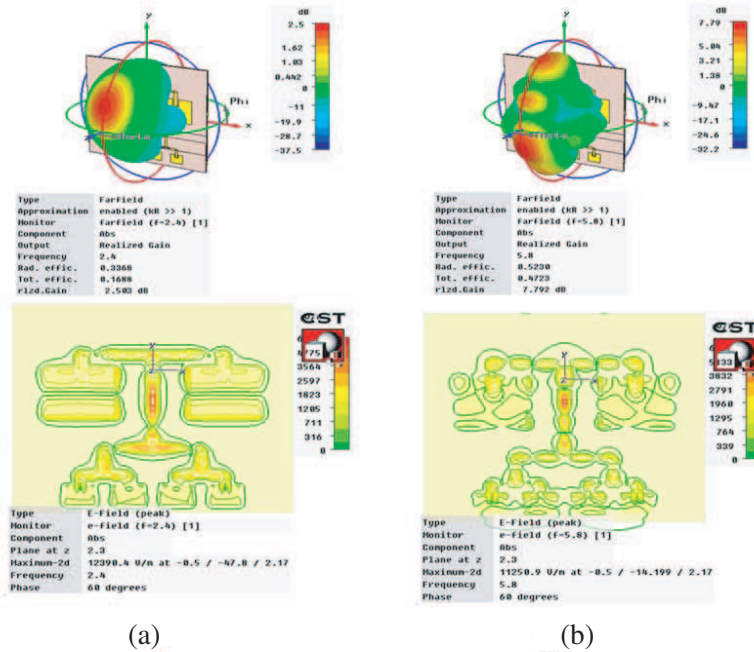 dB
2.5
1.62
1.03
0.442
0
-11
-19.9
-28.7
-37.5
y
Phi
x
Type Farfield
Approximation enabled (kR >> 1)
Monitor Farfield (f=2.4) [1]
Component Abs
Output Realized Gain
Frequency 2.4
Rad. effic. 0.3368
Tot. effic. 0.1688
rlzd.Gain 2.503 dB
dB
7.79
5.04
3.21
1.38
0
-9.47
-17.1
-24.6
-32.2
y
Phi
x
Type Farfield
Approximation enabled (kR >> 1)
Monitor Farfield (f=5.8) [1]
Component Abs
Output Realized Gain
Frequency 5.8
Rad. effic. 0.5230
Tot. effic. 0.4723
rlzd.Gain 7.792 dB
CST
3564
2597
1823
1205
711
316
0
y
Type E-Field (peak)
Monitor e-field (f=2.4) [1]
Component Abs
Plane at z 2.3
Maximum-2d 12390.4 V/m at -0.5 / -47.8 / 2.17
Frequency 2.4
Phase 60 degrees
CST
3832
2791
1960
1295
764
339
0
y
Type E-Field (peak)
Monitor e-field (f=5.8) [1]
Component Abs
Plane at z 2.3
Maximum-2d 11250.9 V/m at -0.5 / -14.199 / 2.17
Frequency 5.8
Phase 60 degrees
(a)
(b)